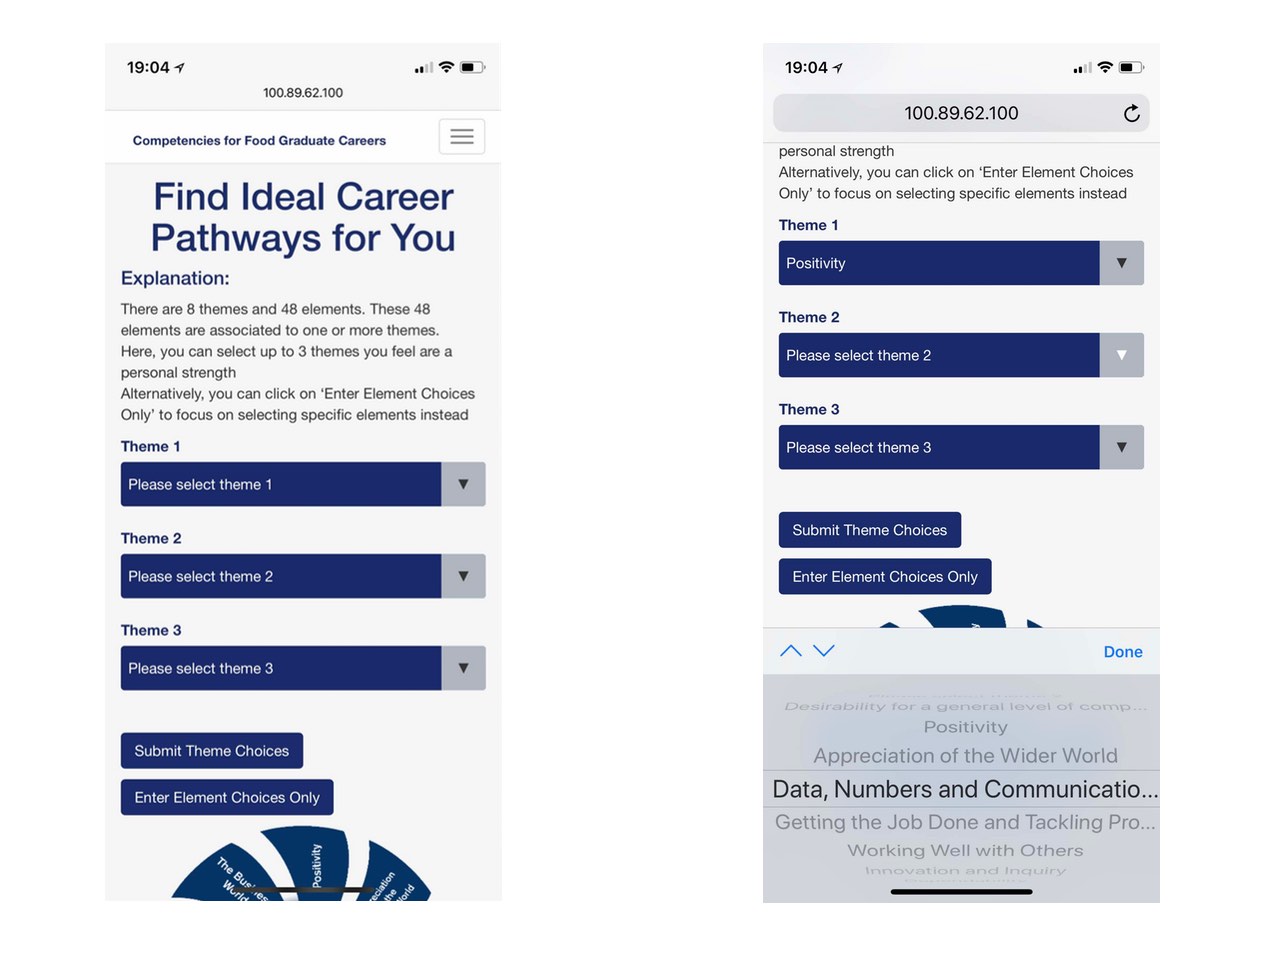 19:04
100.89.62.100
Competencies for Food Graduate Careers
Find Ideal Career
Pathways for You
Explanation:
There are 8 themes and 48 elements. These 48
elements are associated to one or more themes.
Here, you can select up to 3 themes you feel are a
personal strength
Alternatively, you can click on ‘Enter Element Choices
Only’ to focus on selecting specific elements instead
Theme 1
Please select theme 1
Theme 2
Please select theme 2
Theme 3
Please select theme 3
Submit Theme Choices
Enter Element Choices Only
The Business
World
Positivity
the
World
19:04
100.89.62.100
personal strength
Alternatively, you can click on ‘Enter Element Choices
Only’ to focus on selecting specific elements instead
Theme 1
Positivity
Theme 2
Please select theme 2
Theme 3
Please select theme 3
Submit Theme Choices
Enter Element Choices Only
Done
Desirability for a general level of comp...
Positivity
Appreciation of the Wider World
Data, Numbers and Communicatio...
Getting the Job Done and Tackling Pro...
Working Well with Others
Innovation and Inquiry